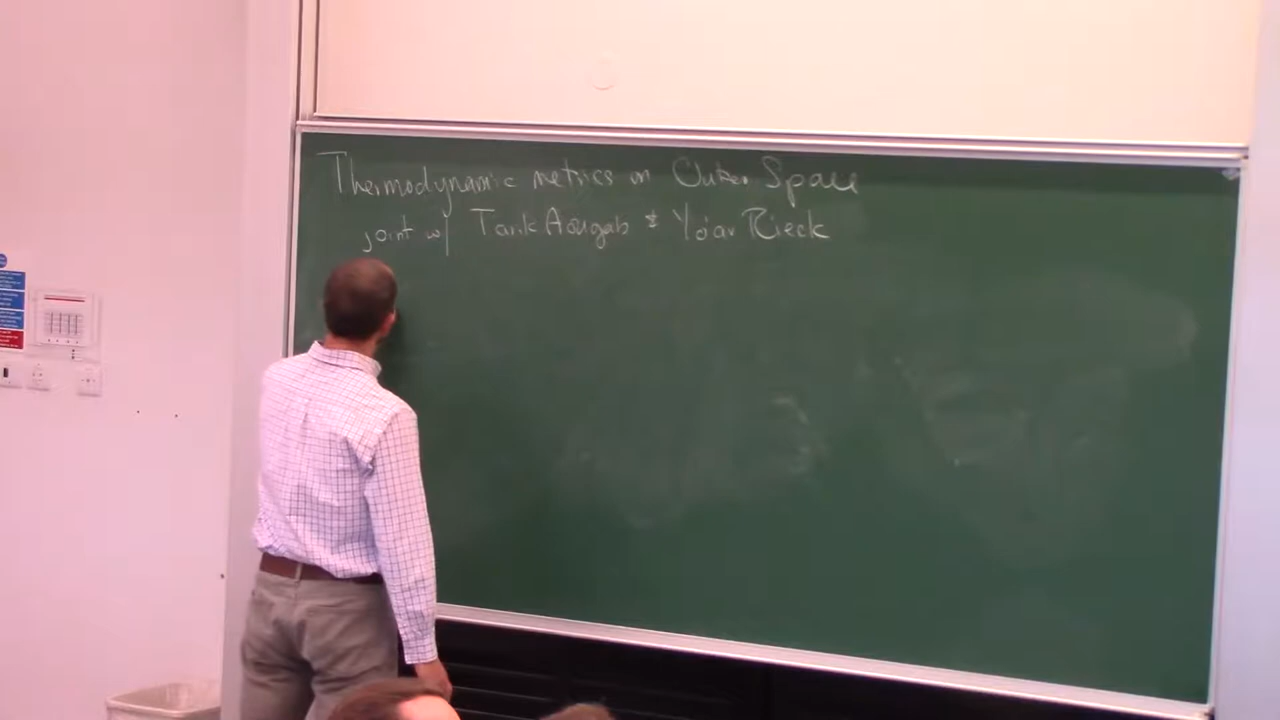 Thermodynamic metrics on Outer Space
joint w/ Tarik Aougab & Yo'av Rieck